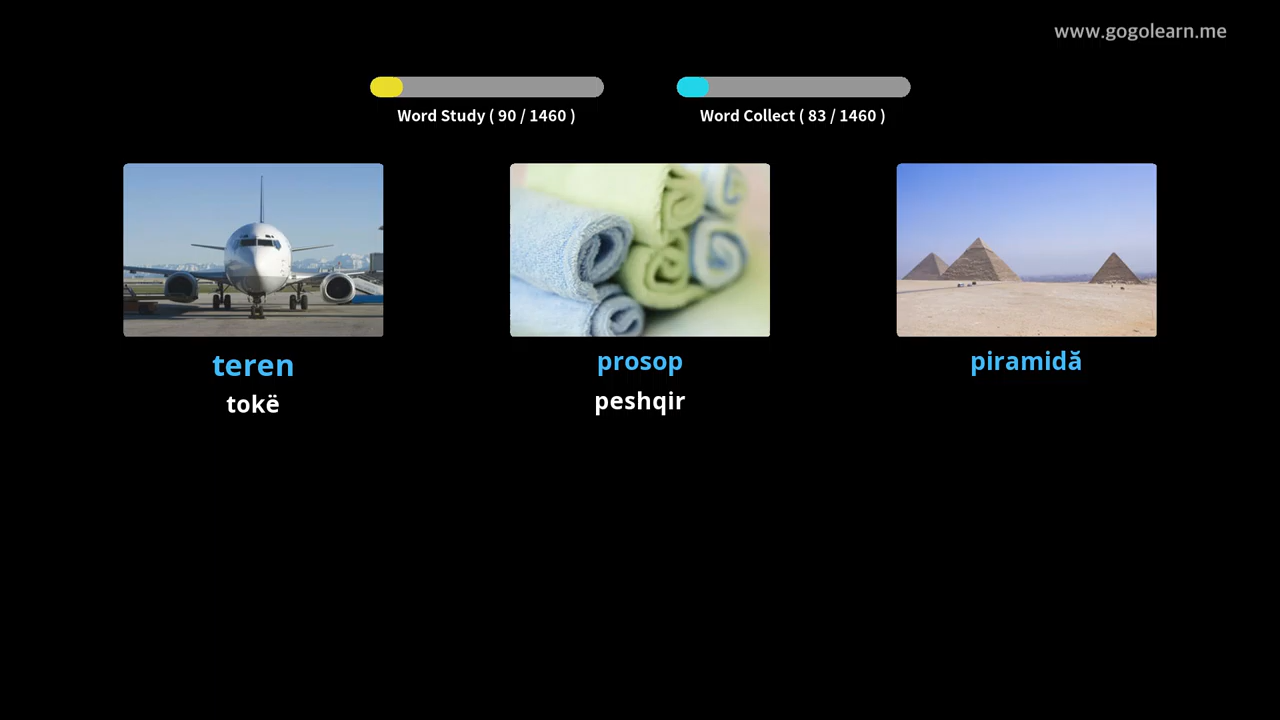 www.gogolearn.me
Word Study ( 90 / 1460 )
Word Collect ( 83 / 1460 )
teren
tokë
prosop
peshqir
piramidă